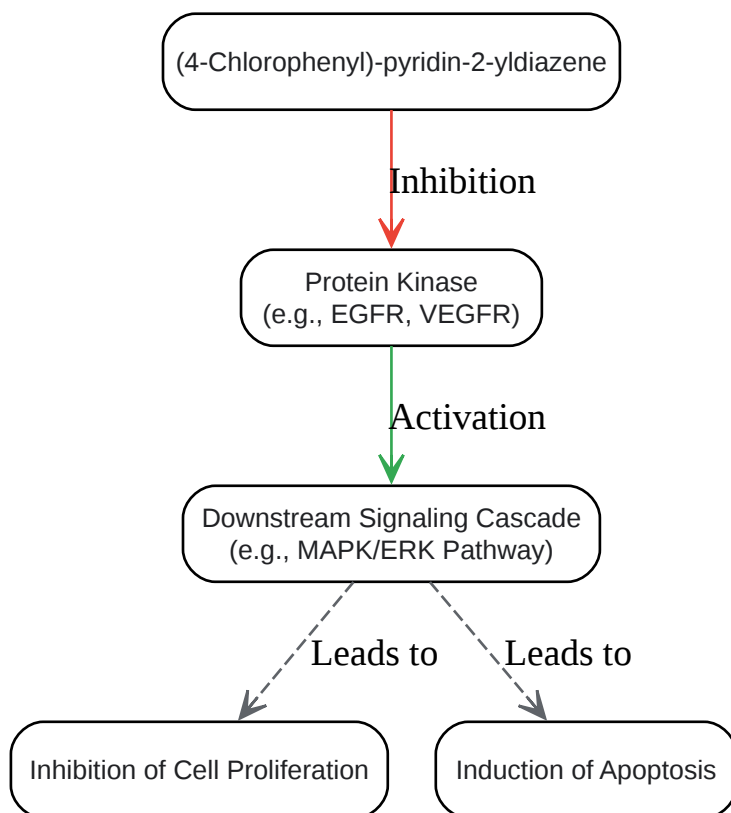 (4-Chlorophenyl)-pyridin-2-yldiazene
Inhibition
Protein Kinase
(e.g., EGFR, VEGFR)
Activation
Downstream Signaling Cascade
(e.g., MAPK/ERK Pathway)
Leads to
Leads to
Inhibition of Cell Proliferation
Induction of Apoptosis